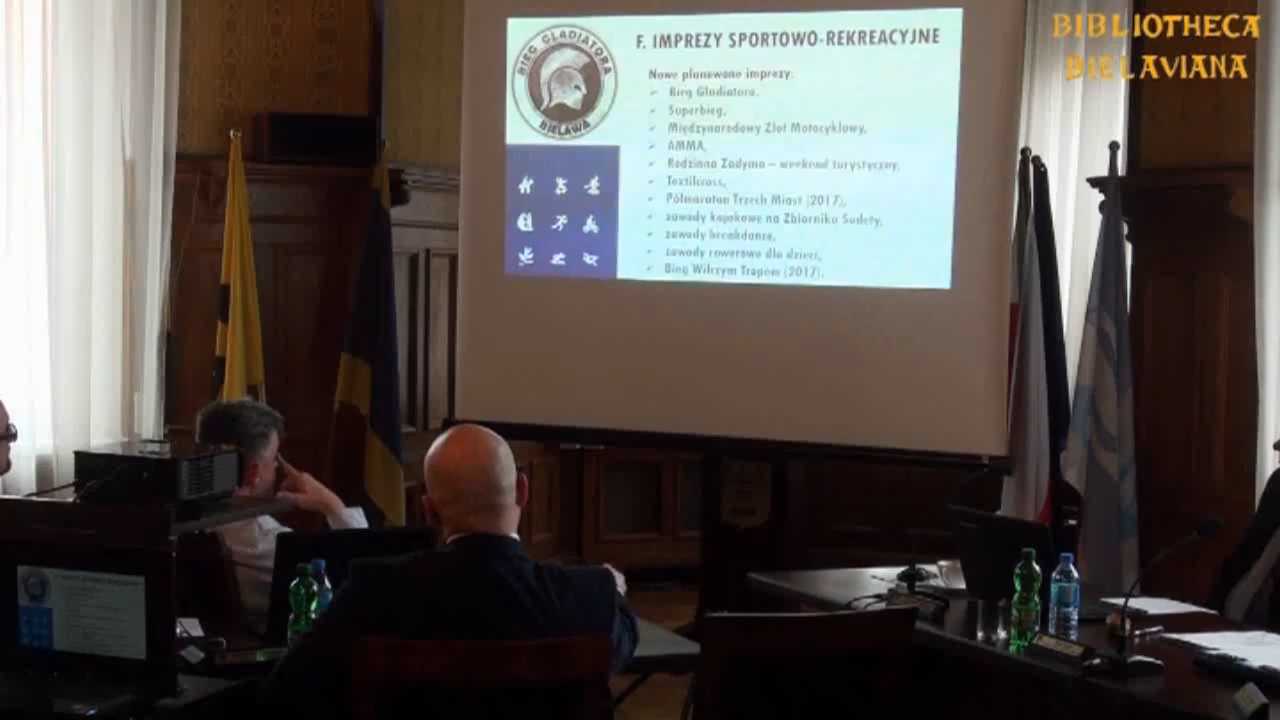 BIBLIOTHECA
BIELAVIANA
BIEG GLADIATORA
BIELAWA
F. IMPREZY SPORTOWO-REKREACYJNE
Nowe planowane imprezy:
Bieg Gladiatora,
Superbieg,
Międzynarodowy Zlot Motocyklowy,
AMMA,
Rodzinna Zadyma – weekend turystyczny,
Textilcross,
Półmaraton Trzech Miast (2017),
zawody kajakowe na Zbiorniku Sudety,
zawody breakdance,
zawody rowerowe dla dzieci,
Bieg Wilczym Tropem (2017).